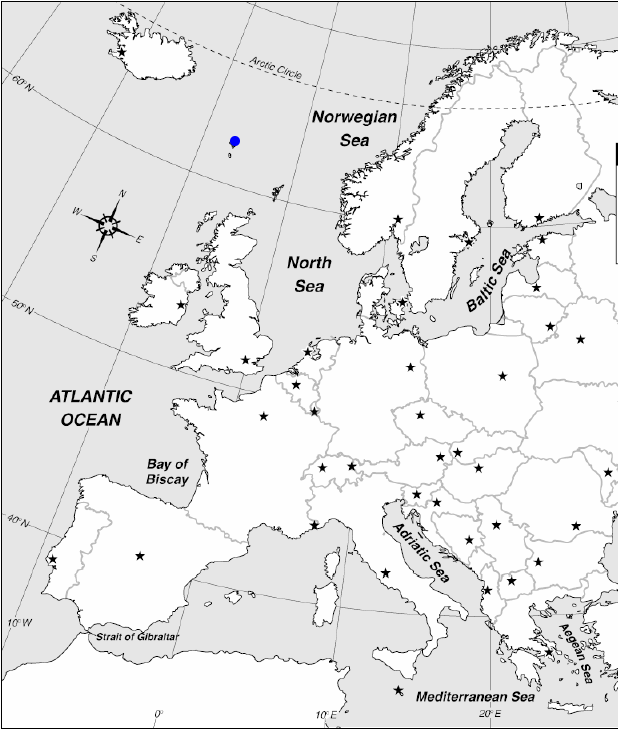 Arctic Circle
60°N
Norwegian
Sea
N
W
E
S
North
Sea
Baltic Sea
50°N
ATLANTIC
OCEAN
Bay of
Biscay
40°N
Adriatic Sea
10°W
Strait of Gibraltar
Aegean Sea
Mediterranean Sea
0°
10°E
20°E